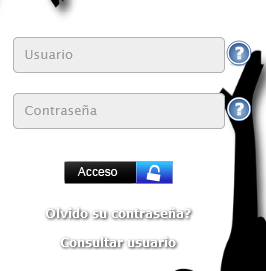 Usuario
?
Contraseña
?
Acceso
Olvido su contraseña?
Consultar usuario